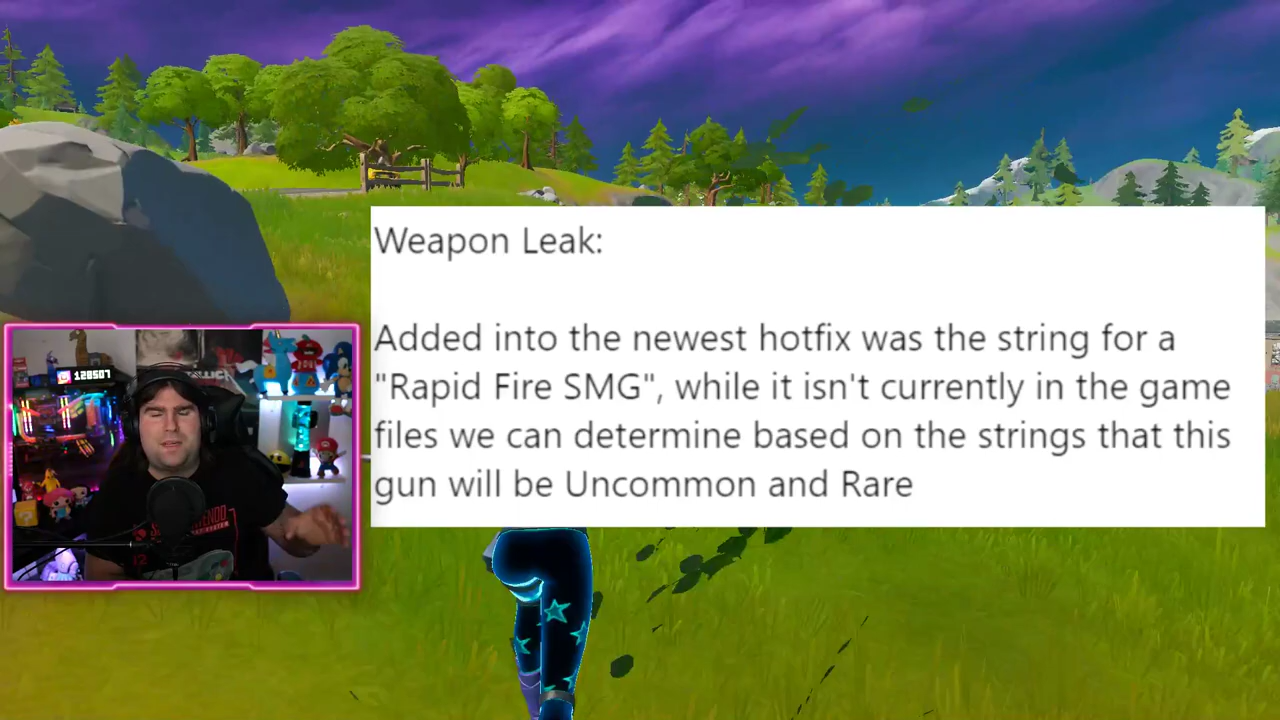 Weapon Leak:
Added into the newest hotfix was the string for a
"Rapid Fire SMG", while it isn't currently in the game
files we can determine based on the strings that this
gun will be Uncommon and Rare
128507